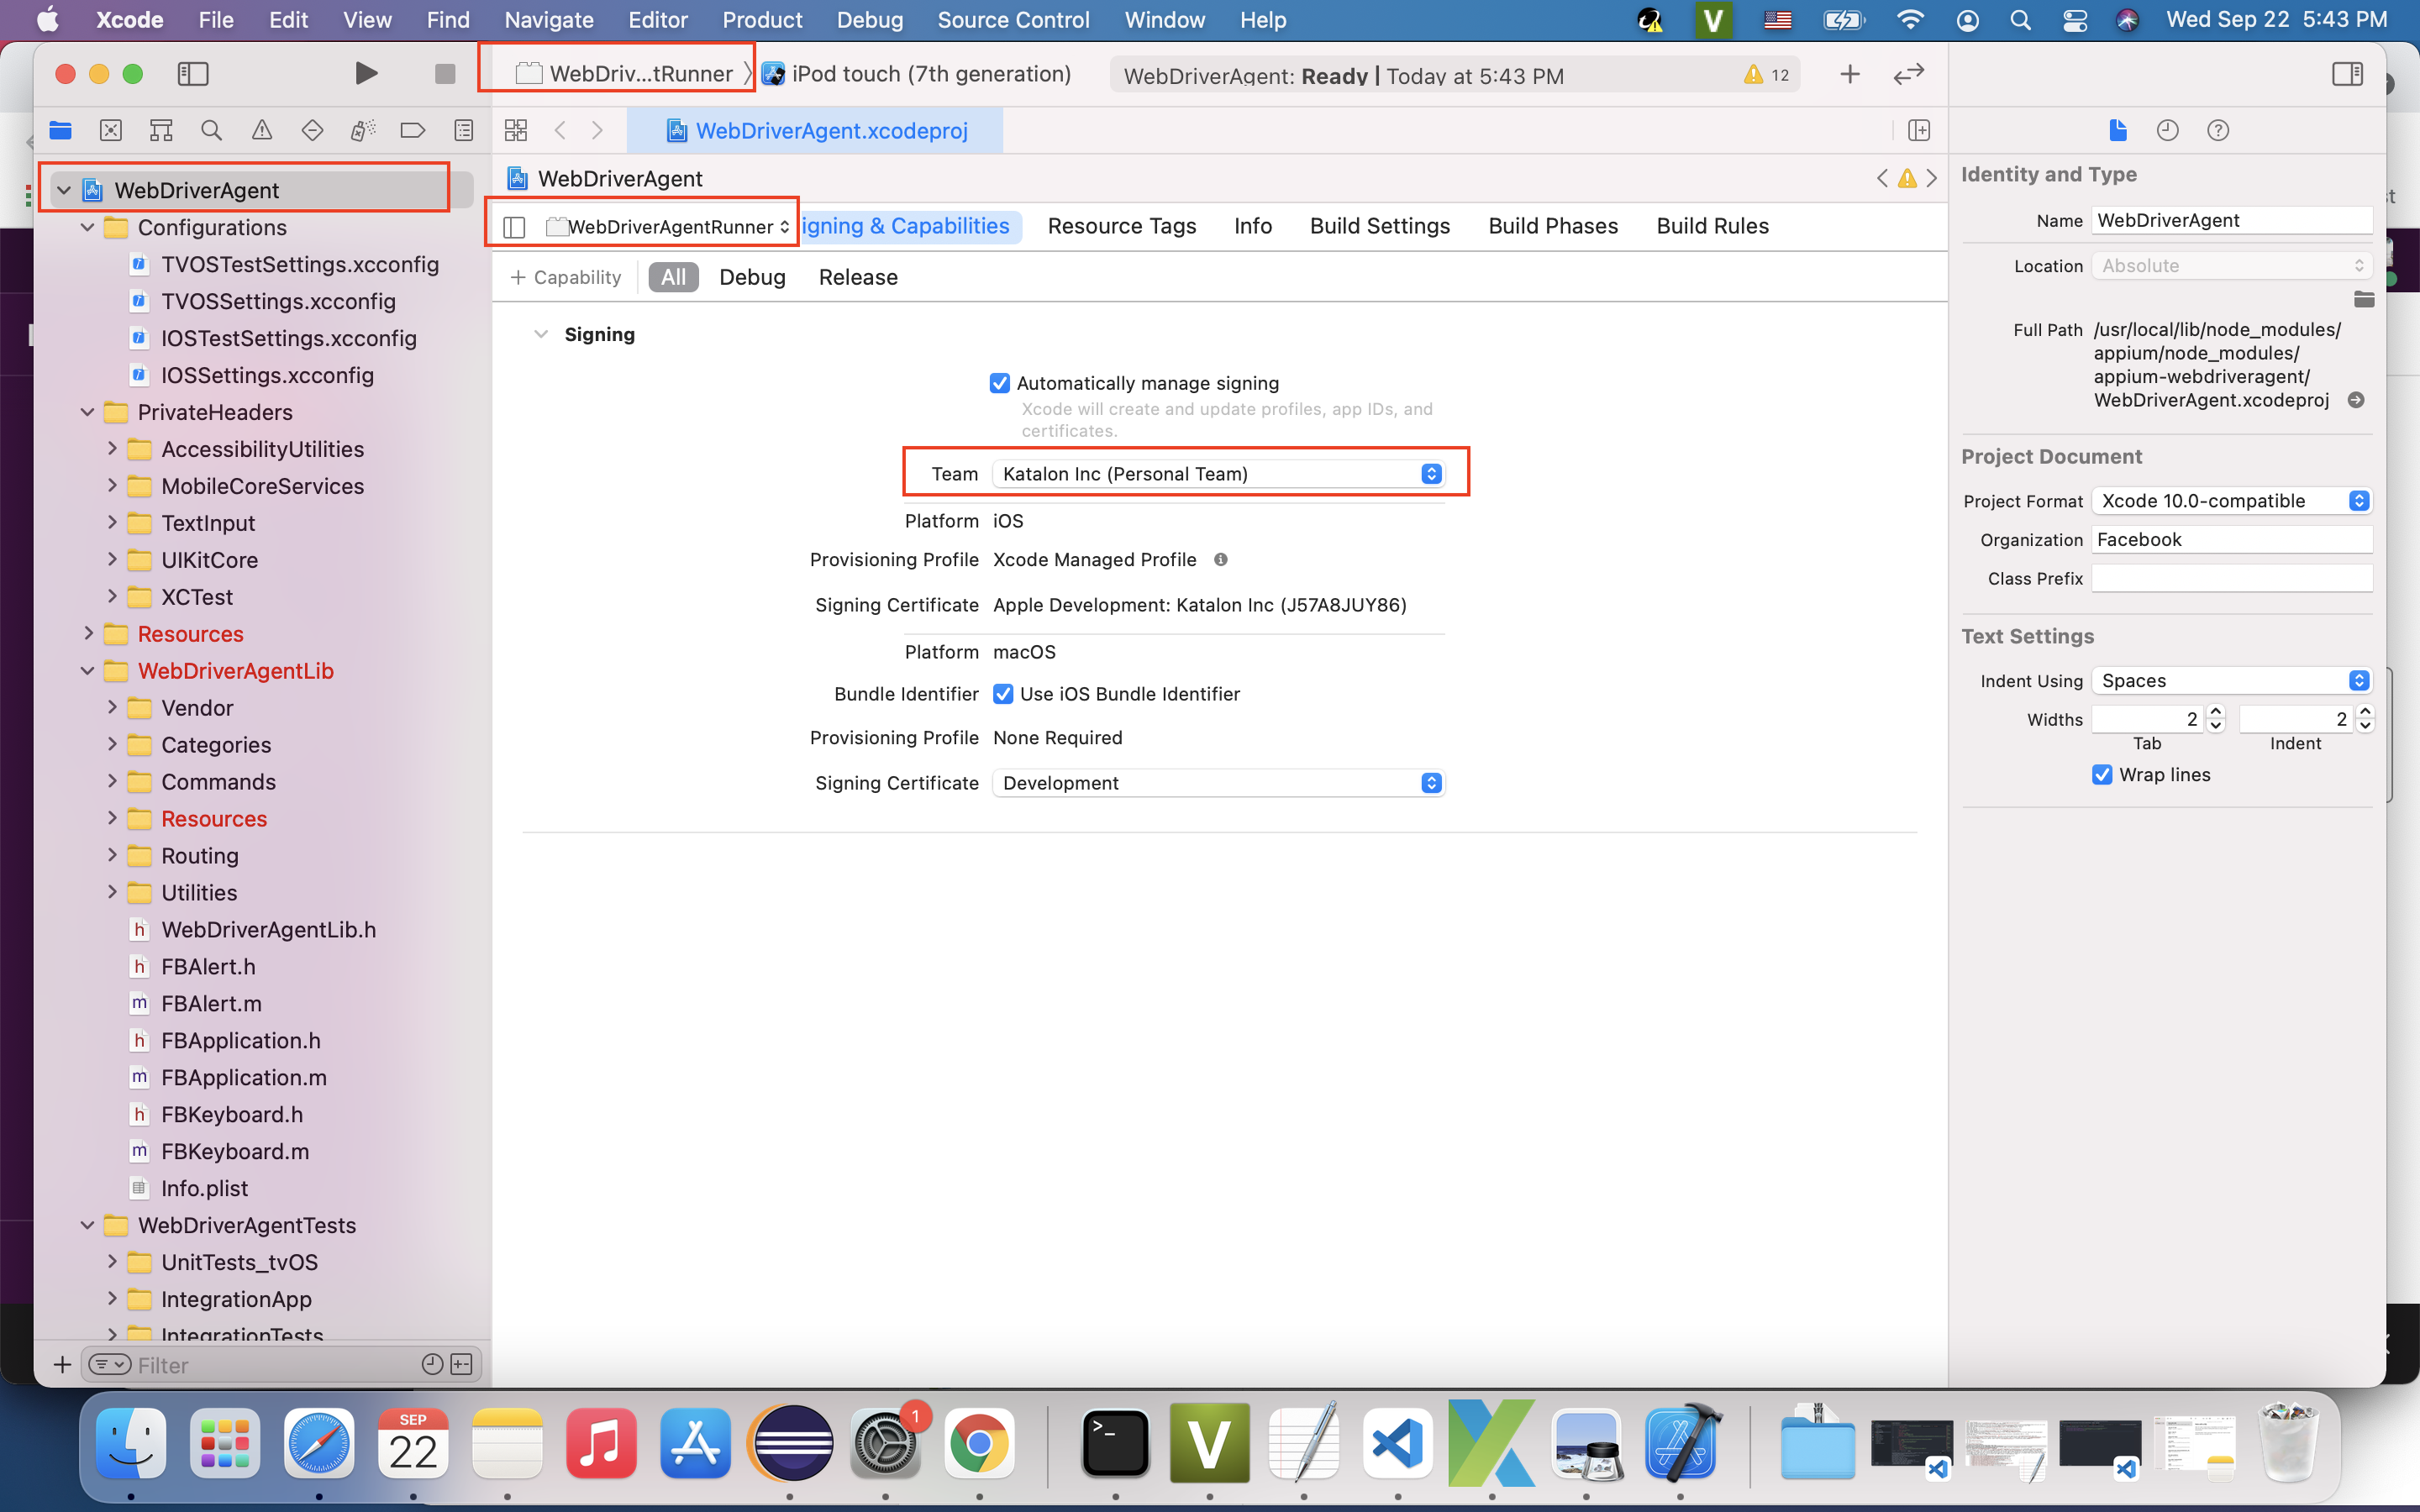 Xcode File Edit View Find Navigate Editor Product Debug Source Control Window Help V Wed Sep 22 5:43 PM
WebDriv...tRunner iPod touch (7th generation) WebDriverAgent: Ready | Today at 5:43 PM 12
WebDriverAgent.xcodeproj
WebDriverAgent
Configurations
TVOSTestSettings.xcconfig
TVOSSettings.xcconfig
IOSTestSettings.xcconfig
IOSSettings.xcconfig
PrivateHeaders
AccessibilityUtilities
MobileCoreServices
TextInput
UIKitCore
XCTest
Resources
WebDriverAgentLib
Vendor
Categories
Commands
Resources
Routing
Utilities
h WebDriverAgentLib.h
h FBAlert.h
m FBAlert.m
h FBApplication.h
m FBApplication.m
h FBKeyboard.h
m FBKeyboard.m
Info.plist
WebDriverAgentTests
UnitTests_tvOS
IntegrationApp
IntegrationTests
Filter
WebDriverAgent
WebDriverAgentRunner igning & Capabilities Resource Tags Info Build Settings Build Phases Build Rules
+ Capability All Debug Release
Signing
Automatically manage signing
Xcode will create and update profiles, app IDs, and
certificates.
Team Katalon Inc (Personal Team)
Platform iOS
Provisioning Profile Xcode Managed Profile
Signing Certificate Apple Development: Katalon Inc (J57A8JUY86)
Platform macOS
Bundle Identifier Use iOS Bundle Identifier
Provisioning Profile None Required
Signing Certificate Development
Identity and Type
Name WebDriverAgent
Location Absolute
Full Path /usr/local/lib/node_modules/
appium/node_modules/
appium-webdriveragent/
WebDriverAgent.xcodeproj
Project Document
Project Format Xcode 10.0-compatible
Organization Facebook
Class Prefix
Text Settings
Indent Using Spaces
Widths 2 2
Tab Indent
Wrap lines
SEP
22
1
>_
V